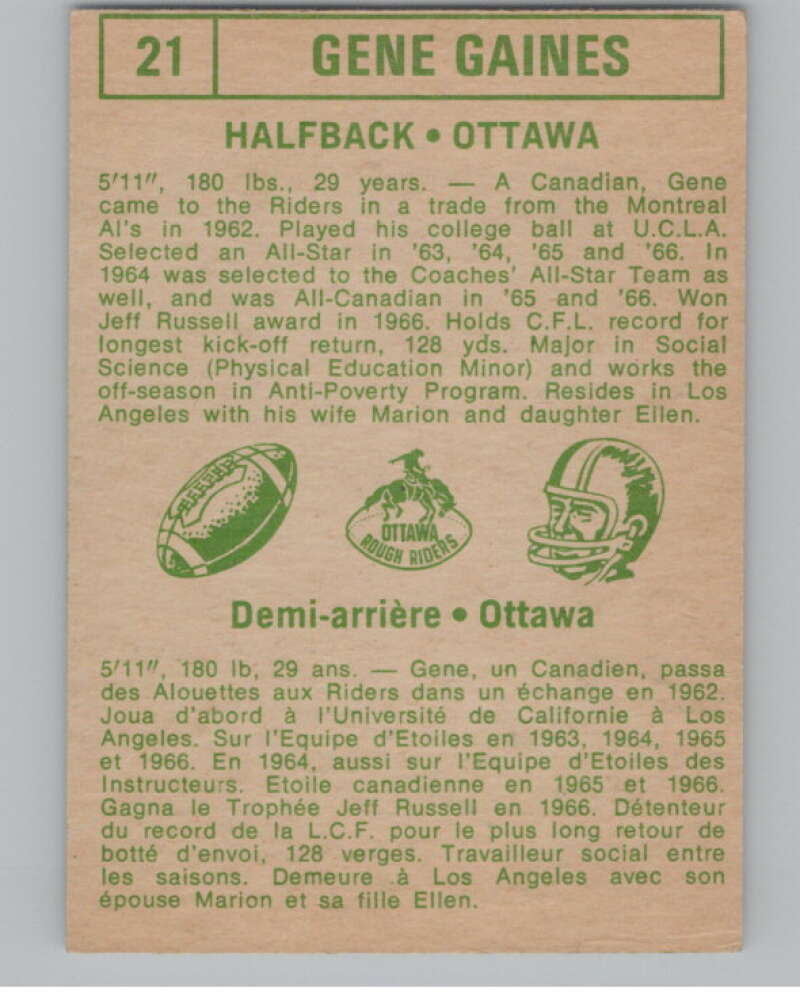 21 GENE GAINES
HALFBACK • OTTAWA
5'11", 180 lbs., 29 years. — A Canadian, Gene
came to the Riders in a trade from the Montreal
Al's in 1962. Played his college ball at U.C.L.A.
Selected an All-Star in '63, '64, '65 and '66. In
1964 was selected to the Coaches' All-Star Team as
well, and was All-Canadian in '65 and '66. Won
Jeff Russell award in 1966. Holds C.F.L. record for
longest kick-off return, 128 yds. Major in Social
Science (Physical Education Minor) and works the
off-season in Anti-Poverty Program. Resides in Los
Angeles with his wife Marion and daughter Ellen.
OTTAWA
ROUGH RIDERS
Demi-arrière • Ottawa
5'11", 180 lb, 29 ans. — Gene, un Canadien, passa
des Alouettes aux Riders dans un échange en 1962.
Joua d'abord à l'Université de Californie à Los
Angeles. Sur l'Equipe d'Etoiles en 1963, 1964, 1965
et 1966. En 1964, aussi sur l'Equipe d'Etoiles des
Instructeurs. Etoile canadienne en 1965 et 1966.
Gagna le Trophée Jeff Russell en 1966. Détenteur
du record de la L.C.F. pour le plus long retour de
botté d'envoi, 128 verges. Travailleur social entre
les saisons. Demeure à Los Angeles avec son
épouse Marion et sa fille Ellen.